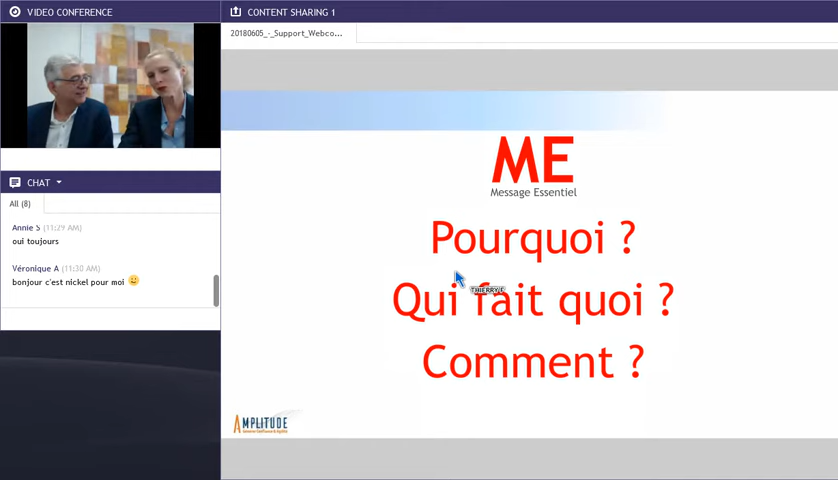 VIDEO CONFERENCE
CONTENT SHARING 1
20180605_-_Support_Webco...
CHAT
All (8)
Annie S (11:29 AM)
oui toujours
Véronique A (11:30 AM)
bonjour c'est nickel pour moi
ME
Message Essentiel
Pourquoi ?
THIERRY F
Qui fait quoi ?
Comment ?
AMPLITUDE